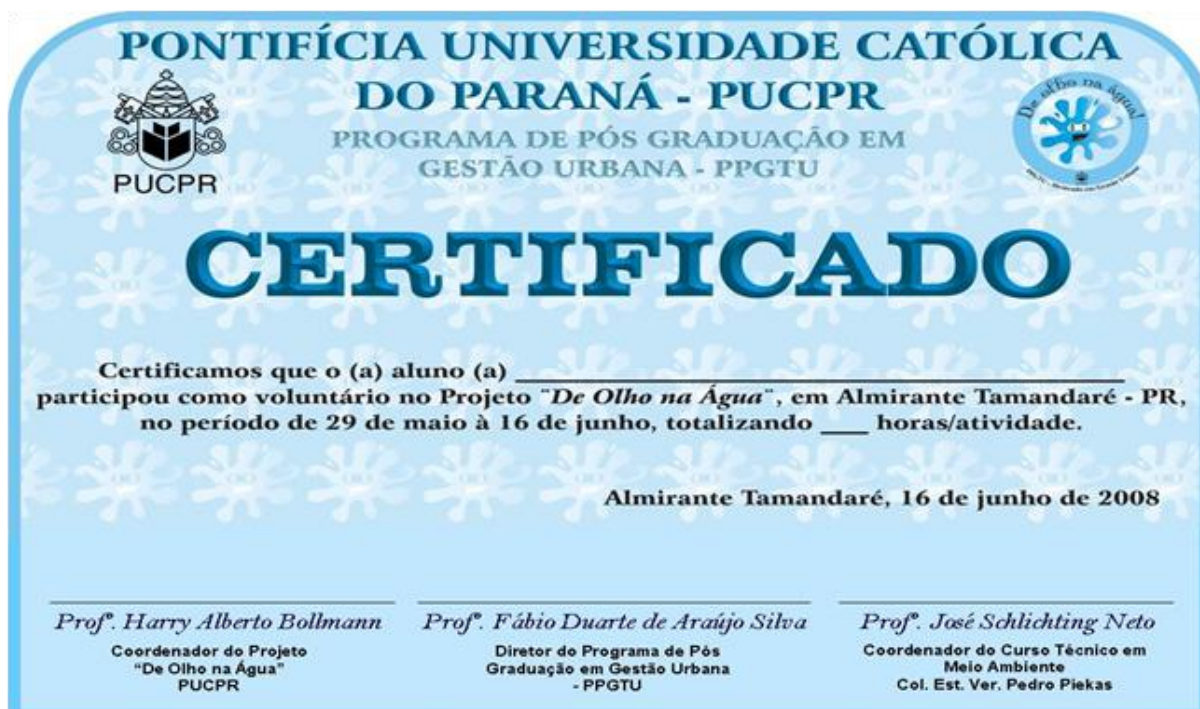 PONTIFÍCIA UNIVERSIDADE CATÓLICA
DO PARANÁ - PUCPR
PROGRAMA DE PÓS GRADUAÇÃO EM
GESTÃO URBANA - PPGTU
PUCPR
De olho na água!
CERTIFICADO
Certificamos que o (a) aluno (a) ____________________
participou como voluntário no Projeto ¨De Olho na Água¨, em Almirante Tamandaré - PR,
no período de 29 de maio à 16 de junho, totalizando ___ horas/atividade.
Almirante Tamandaré, 16 de junho de 2008
Profº. Harry Alberto Bollmann
Coordenador do Projeto
“De Olho na Água”
PUCPR
Profº. Fábio Duarte de Araújo Silva
Diretor do Programa de Pós
Graduação em Gestão Urbana
- PPGTU
Profº. José Schlichting Neto
Coordenador do Curso Técnico em
Meio Ambiente
Col. Est. Ver. Pedro Piekas